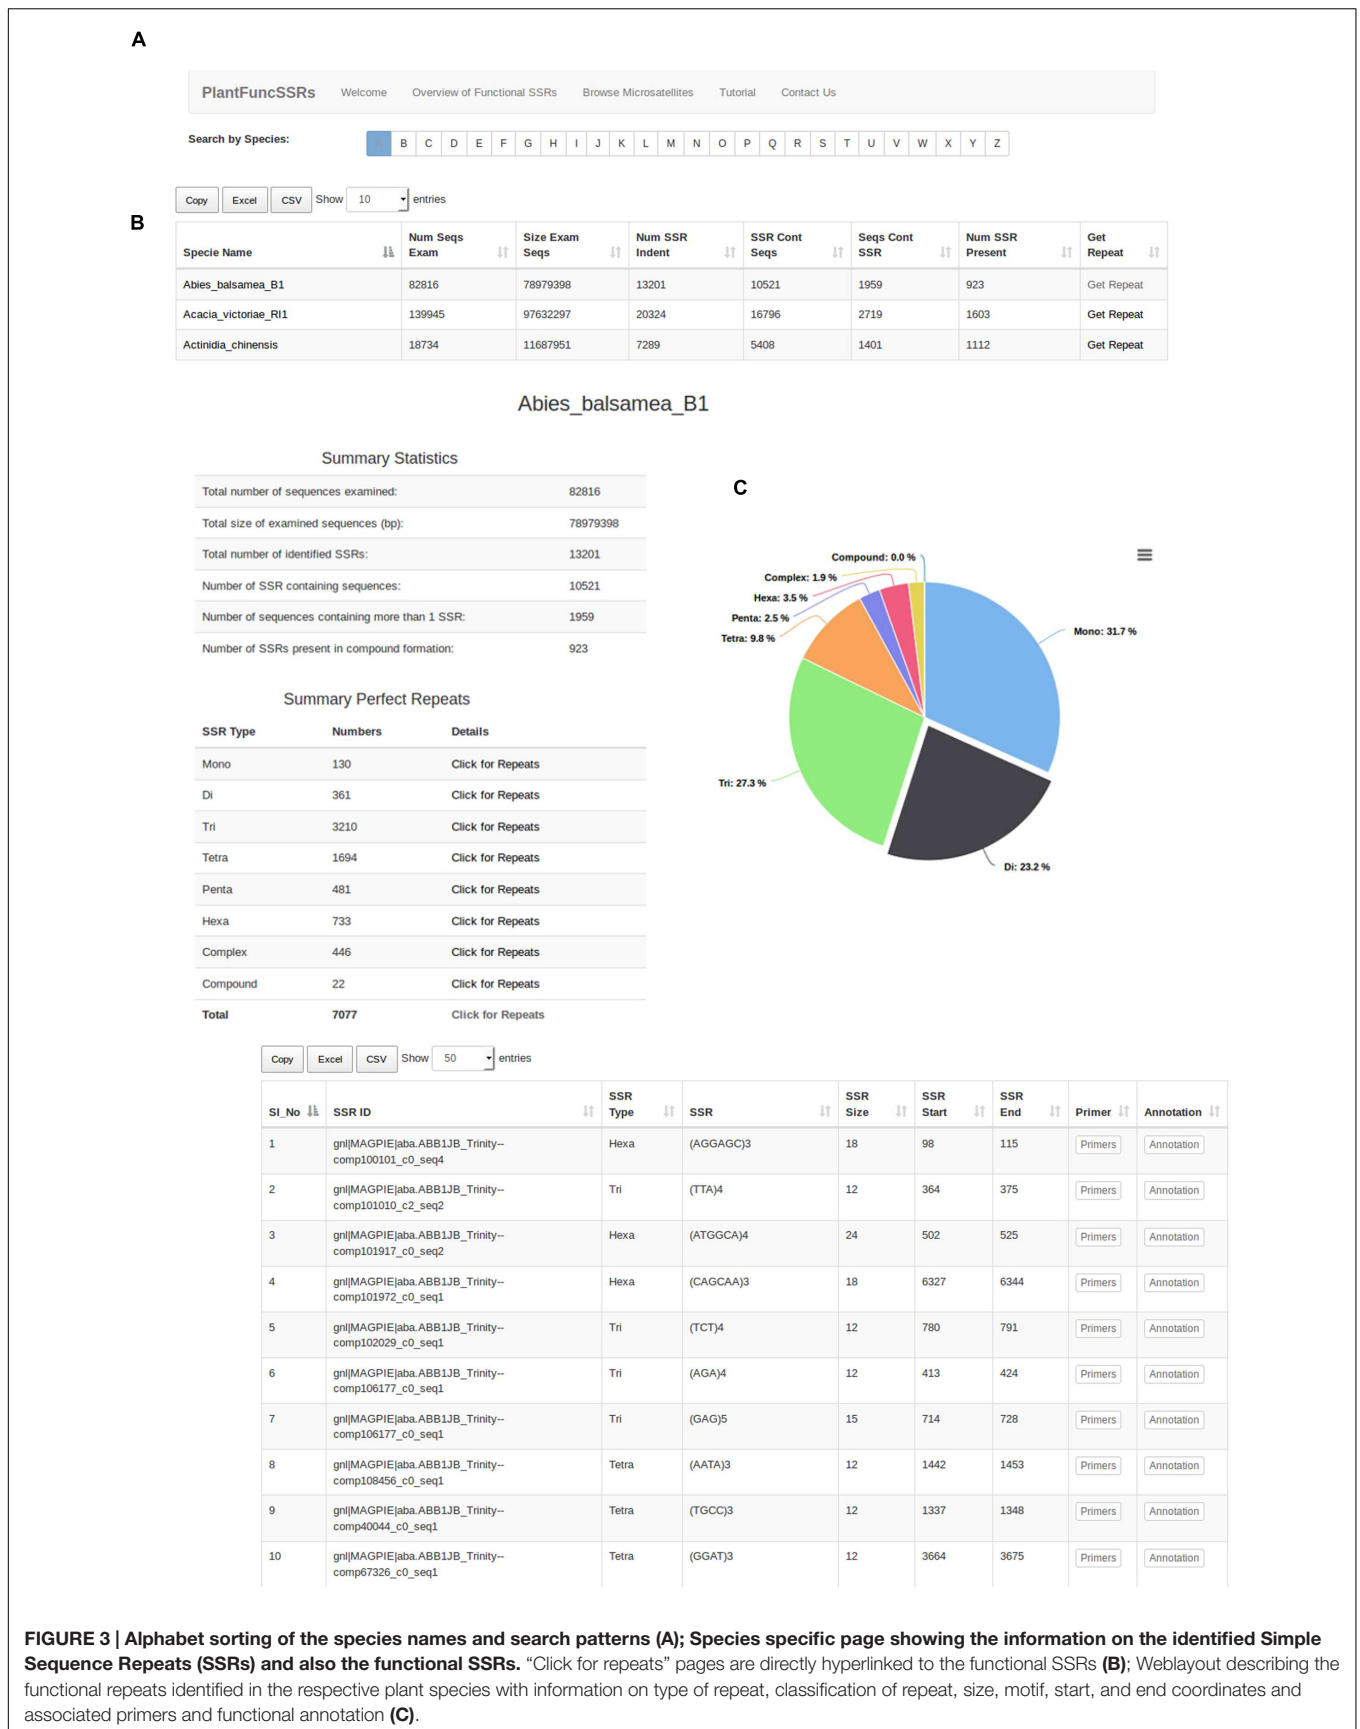 A
PlantFuncSSRs Welcome Overview of Functional SSRs Browse Microsatellites Tutorial Contact Us
Search by Species: A B C D E F G H I J K L M N O P Q R S T U V W X Y Z
Copy Excel CSV Show 10 entries
B
Specie Name Num Seqs Exam Size Exam Seqs Num SSR Indent SSR Cont Seqs Seqs Cont SSR Num SSR Present Get Repeat
Abies_balsamea_B1 82816 78979398 13201 10521 1959 923 Get Repeat
Acacia_victoriae_RI1 139945 97632297 20324 16796 2719 1603 Get Repeat
Actinidia_chinensis 18734 11687951 7289 5408 1401 1112 Get Repeat
Abies_balsamea_B1
Summary Statistics
Total number of sequences examined: 82816
Total size of examined sequences (bp): 78979398
Total number of identified SSRs: 13201
Number of SSR containing sequences: 10521
Number of sequences containing more than 1 SSR: 1959
Number of SSRs present in compound formation: 923
Summary Perfect Repeats
SSR Type Numbers Details
Mono 130 Click for Repeats
Di 361 Click for Repeats
Tri 3210 Click for Repeats
Tetra 1694 Click for Repeats
Penta 481 Click for Repeats
Hexa 733 Click for Repeats
Complex 446 Click for Repeats
Compound 22 Click for Repeats
Total 7077 Click for Repeats
C
Compound: 0.0 %
Complex: 1.9 %
Hexa: 3.5 %
Penta: 2.5 %
Tetra: 9.8 %
Mono: 31.7 %
Tri: 27.3 %
Di: 23.2 %
Copy Excel CSV Show 50 entries
SI_No SSR ID SSR Type SSR SSR Size SSR Start SSR End Primer Annotation
1 gnl|MAGPIE|aba.ABB1JB_Trinity-- Hexa (AGGAGC)3 18 98 115 Primers Annotation
comp100101_c0_seq4
2 gnl|MAGPIE|aba.ABB1JB_Trinity-- Tri (TTA)4 12 364 375 Primers Annotation
comp101010_c2_seq2
3 gnl|MAGPIE|aba.ABB1JB_Trinity-- Hexa (ATGGCA)4 24 502 525 Primers Annotation
comp101917_c0_seq2
4 gnl|MAGPIE|aba.ABB1JB_Trinity-- Hexa (CAGCAA)3 18 6327 6344 Primers Annotation
comp101972_c0_seq1
5 gnl|MAGPIE|aba.ABB1JB_Trinity-- Tri (TCT)4 12 780 791 Primers Annotation
comp102029_c0_seq1
6 gnl|MAGPIE|aba.ABB1JB_Trinity-- Tri (AGA)4 12 413 424 Primers Annotation
comp106177_c0_seq1
7 gnl|MAGPIE|aba.ABB1JB_Trinity-- Tri (GAG)5 15 714 728 Primers Annotation
comp106177_c0_seq1
8 gnl|MAGPIE|aba.ABB1JB_Trinity-- Tetra (AATA)3 12 1442 1453 Primers Annotation
comp108456_c0_seq1
9 gnl|MAGPIE|aba.ABB1JB_Trinity-- Tetra (TGCC)3 12 1337 1348 Primers Annotation
comp40044_c0_seq1
10 gnl|MAGPIE|aba.ABB1JB_Trinity-- Tetra (GGAT)3 12 3664 3675 Primers Annotation
comp67326_c0_seq1
FIGURE 3 | Alphabet sorting of the species names and search patterns (A); Species specific page showing the information on the identified Simple
Sequence Repeats (SSRs) and also the functional SSRs. “Click for repeats” pages are directly hyperlinked to the functional SSRs (B); Weblayout describing the
functional repeats identified in the respective plant species with information on type of repeat, classification of repeat, size, motif, start, and end coordinates and
associated primers and functional annotation (C).